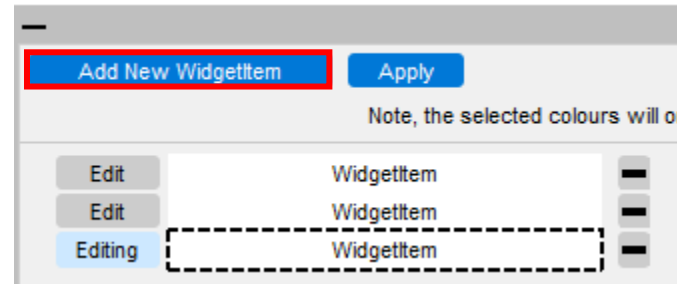 Add New WidgetItem Apply
Note, the selected colours will o
Edit WidgetItem
Edit WidgetItem
Editing WidgetItem